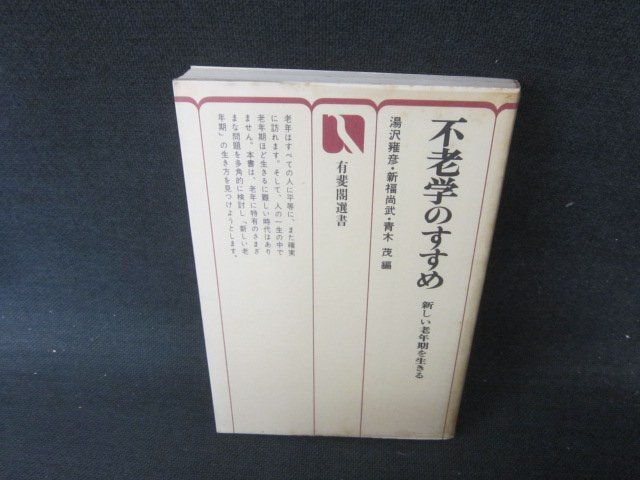 不老学のすすめ
新しい老年期を生きる
湯沢雍彦・新福尚武・青木 茂 編
有斐閣選書
老年はすべての人に平等に、また確実
に訪れます。そして、人の一生の中で
老年期ほど生きるに難しい時代はあり
ません。本書は、老年に特有のさまざ
まな問題を多角的に検討し「新しい老
年期」の生き方を見つけようとします。